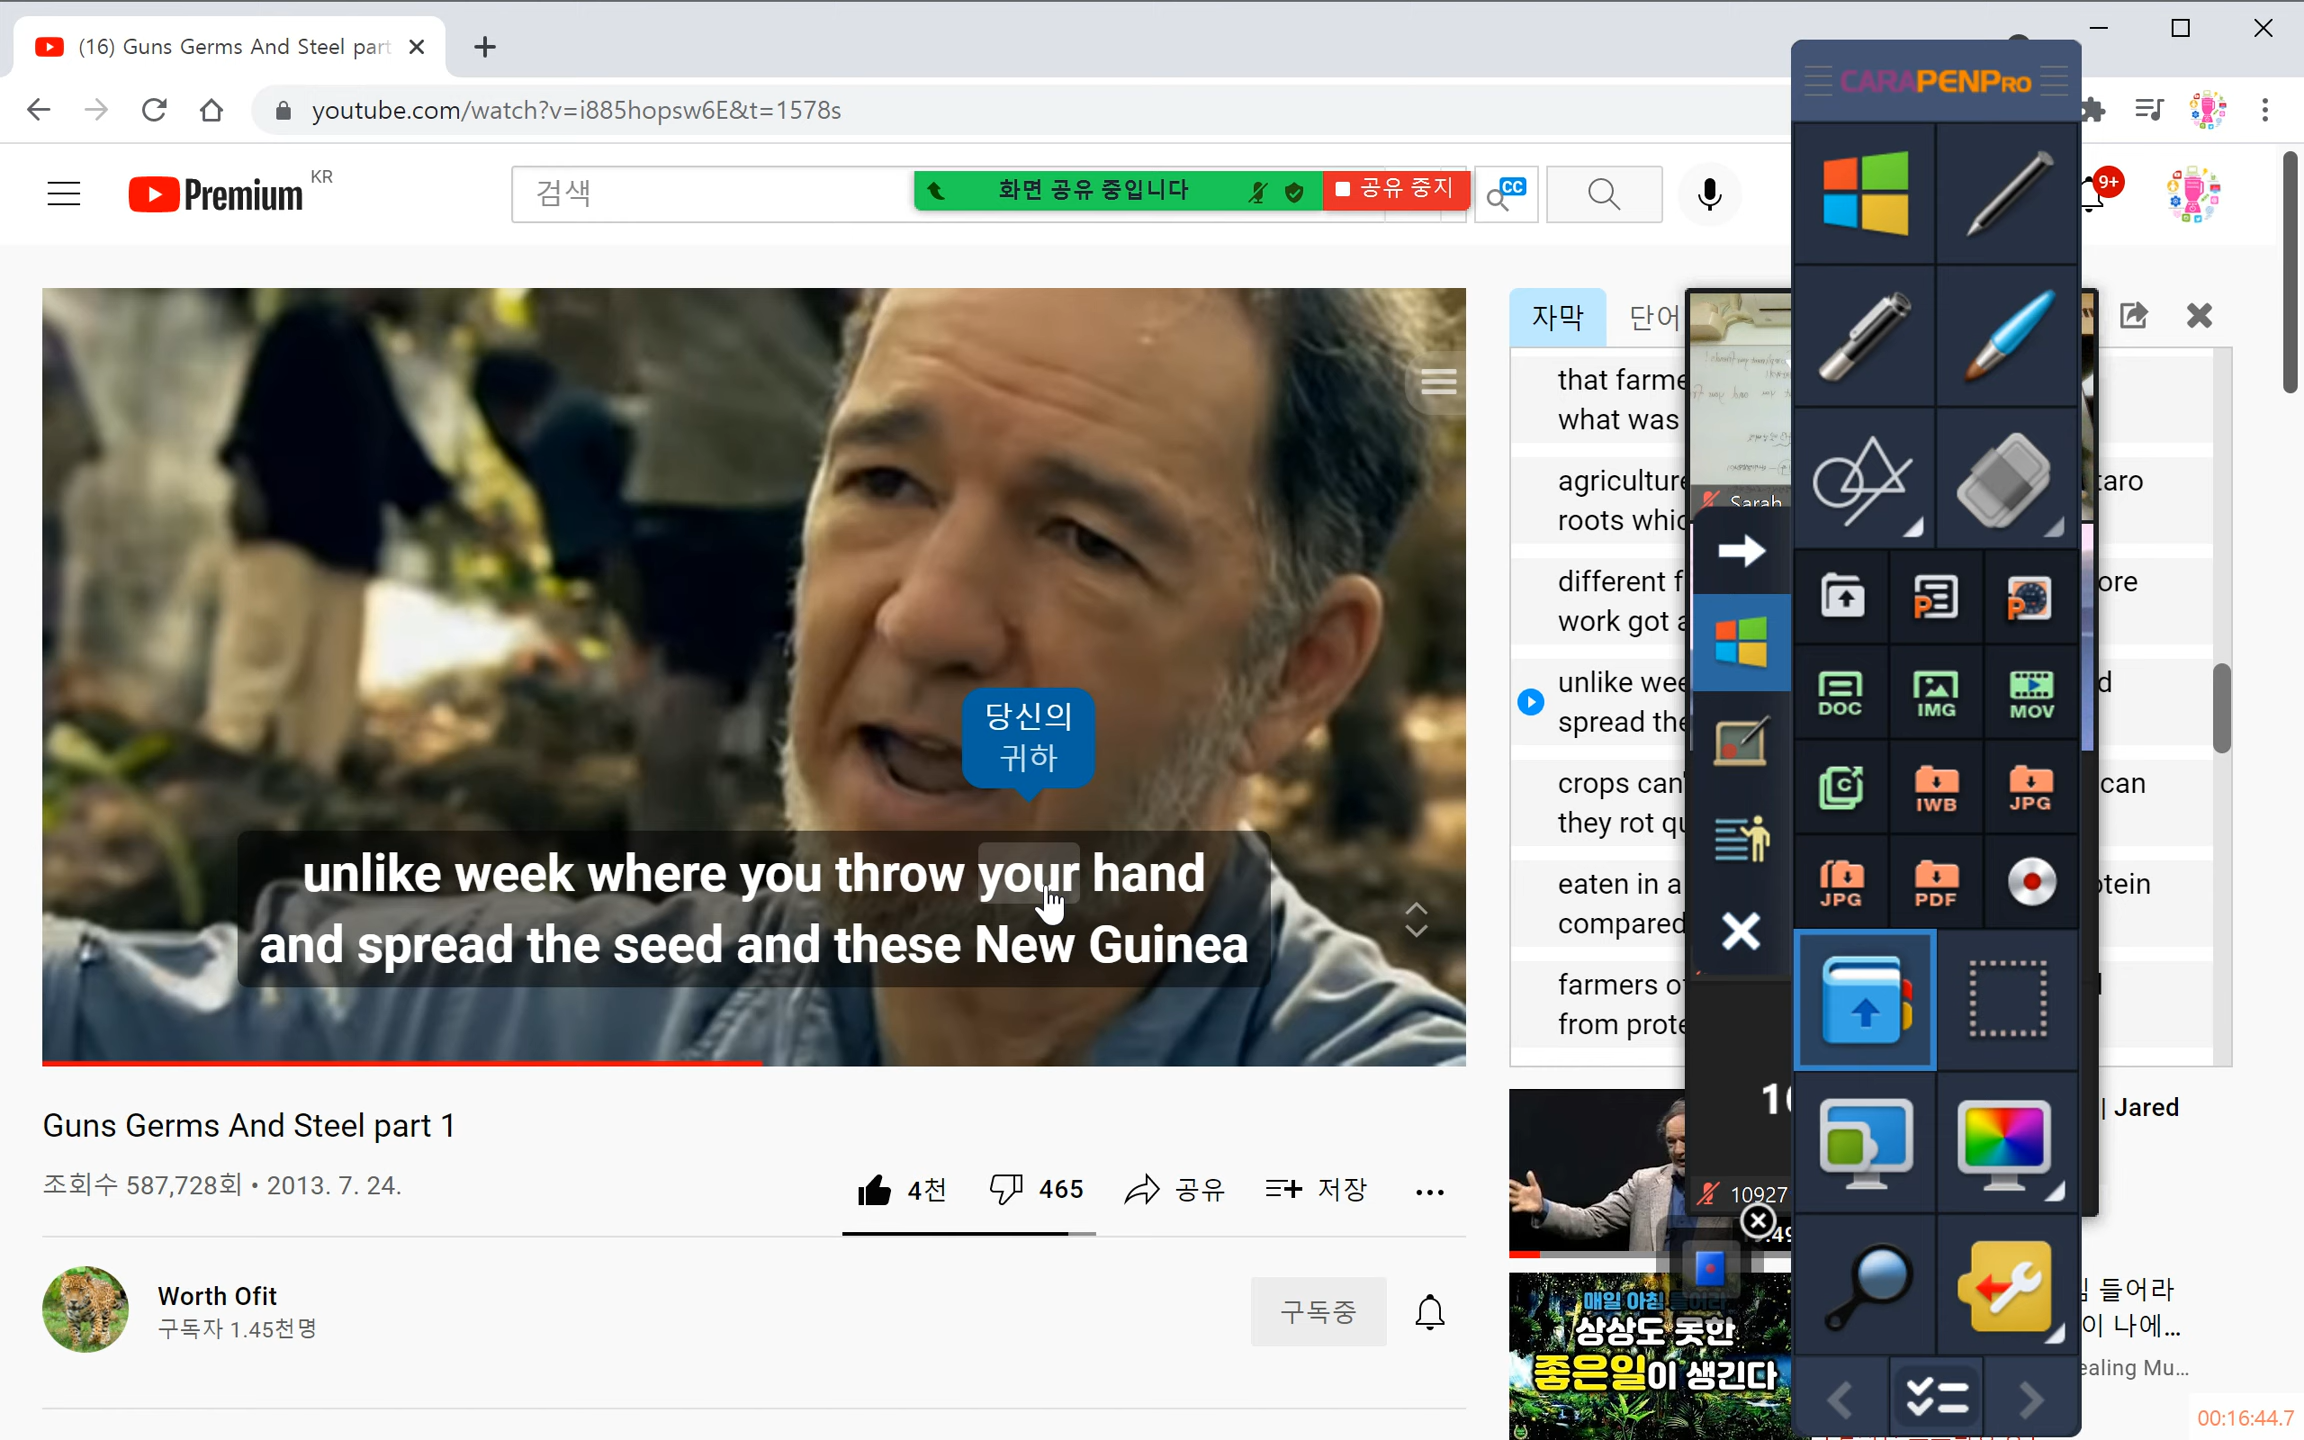 (16) Guns Germs And Steel part
youtube.com/watch?v=i885hopsw6E&t=1578s
CARAPENPRO
Premium KR
검색
화면 공유 중입니다
공유 중지
CC
9+
자막
단어
that farme
what was
agriculture
taro
roots whic
different f
ore
work got a
unlike wee
spread the
crops can'
can
they rot qu
eaten in a
otein
compared
farmers o
from prote
Sarah
당신의
귀하
unlike week where you throw your hand
and spread the seed and these New Guinea
DOC
IMG
MOV
IWB
JPG
JPG
PDF
Guns Germs And Steel part 1
조회수 587,728회 • 2013. 7. 24.
4천
465
공유
저장
Worth Ofit
구독자 1.45천명
구독중
| Jared
10927
매일 아침 들어라
상상도 못한
좋은일이 생긴다
들어라
이 나에...
ealing Mu...
00:16:44.7